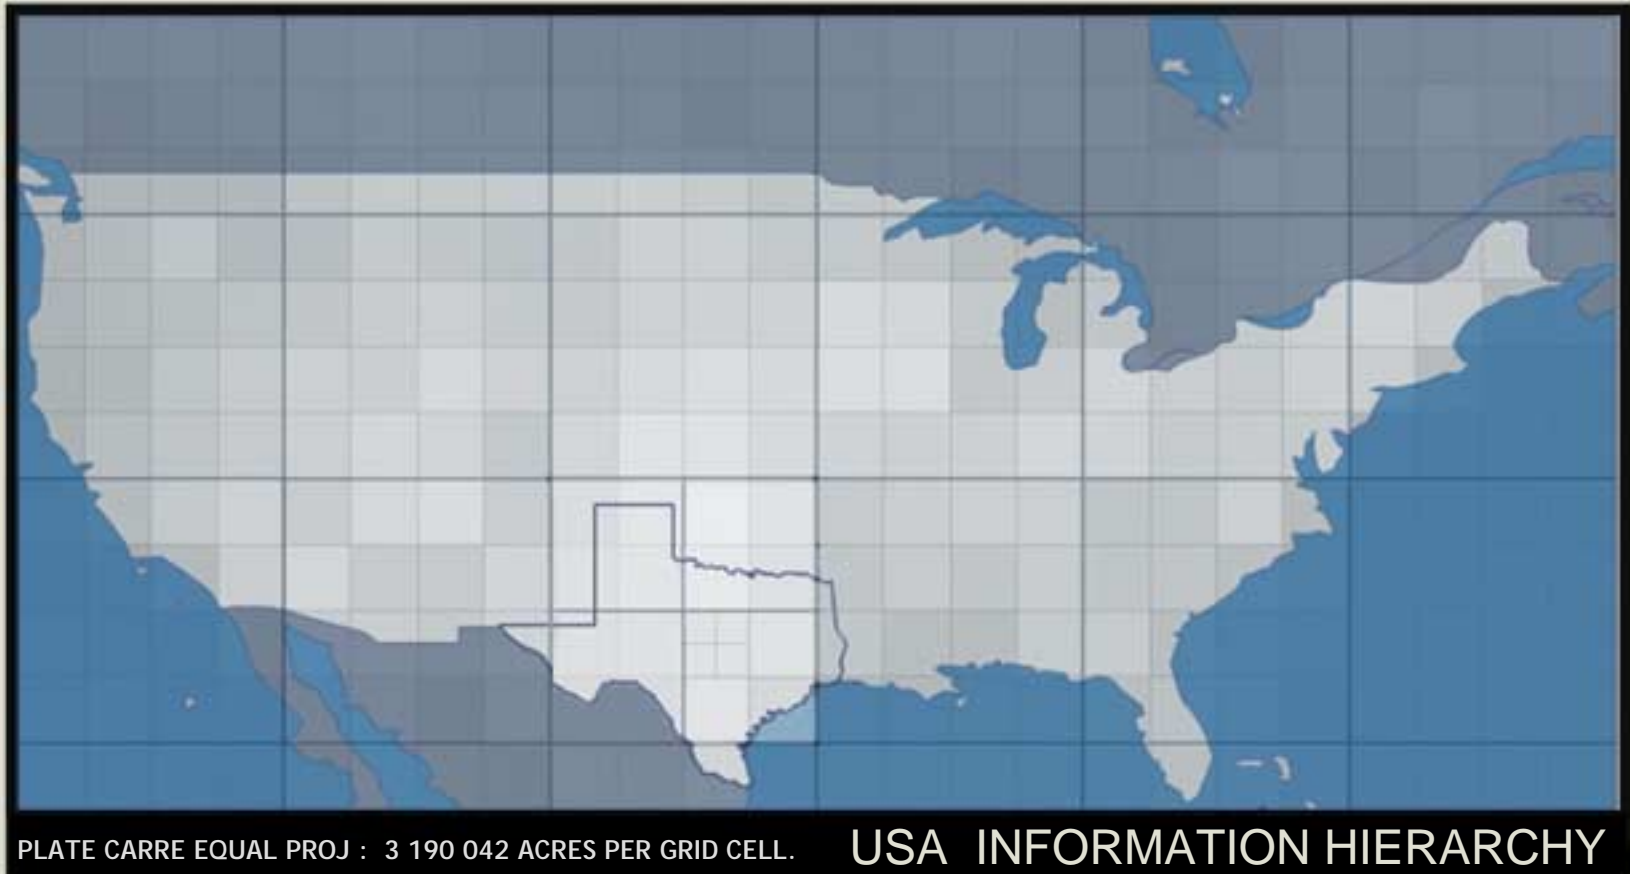 PLATE CARRE EQUAL PROJ : 3 190 042 ACRES PER GRID CELL.
USA INFORMATION HIERARCHY